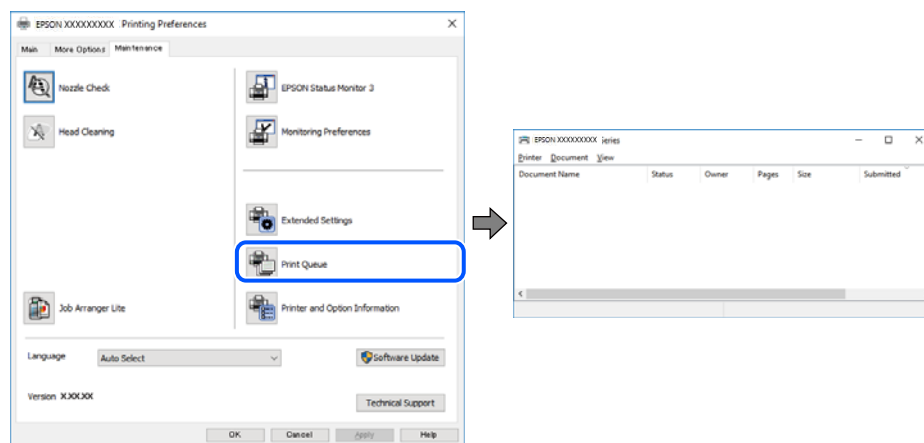 EPSON XXXXXXXXX Printing Preferences
Main More Options Maintenance
Nozzle Check
EPSON Status Monitor 3
Head Cleaning
Monitoring Preferences
Extended Settings
Print Queue
Job Arranger Lite
Printer and Option Information
Language Auto Select
Software Update
Version X.XX.XX
Technical Support
OK Cancel Apply Help
EPSON XXXXXXXXX Series
Printer Document View
Document Name Status Owner Pages Size Submitted